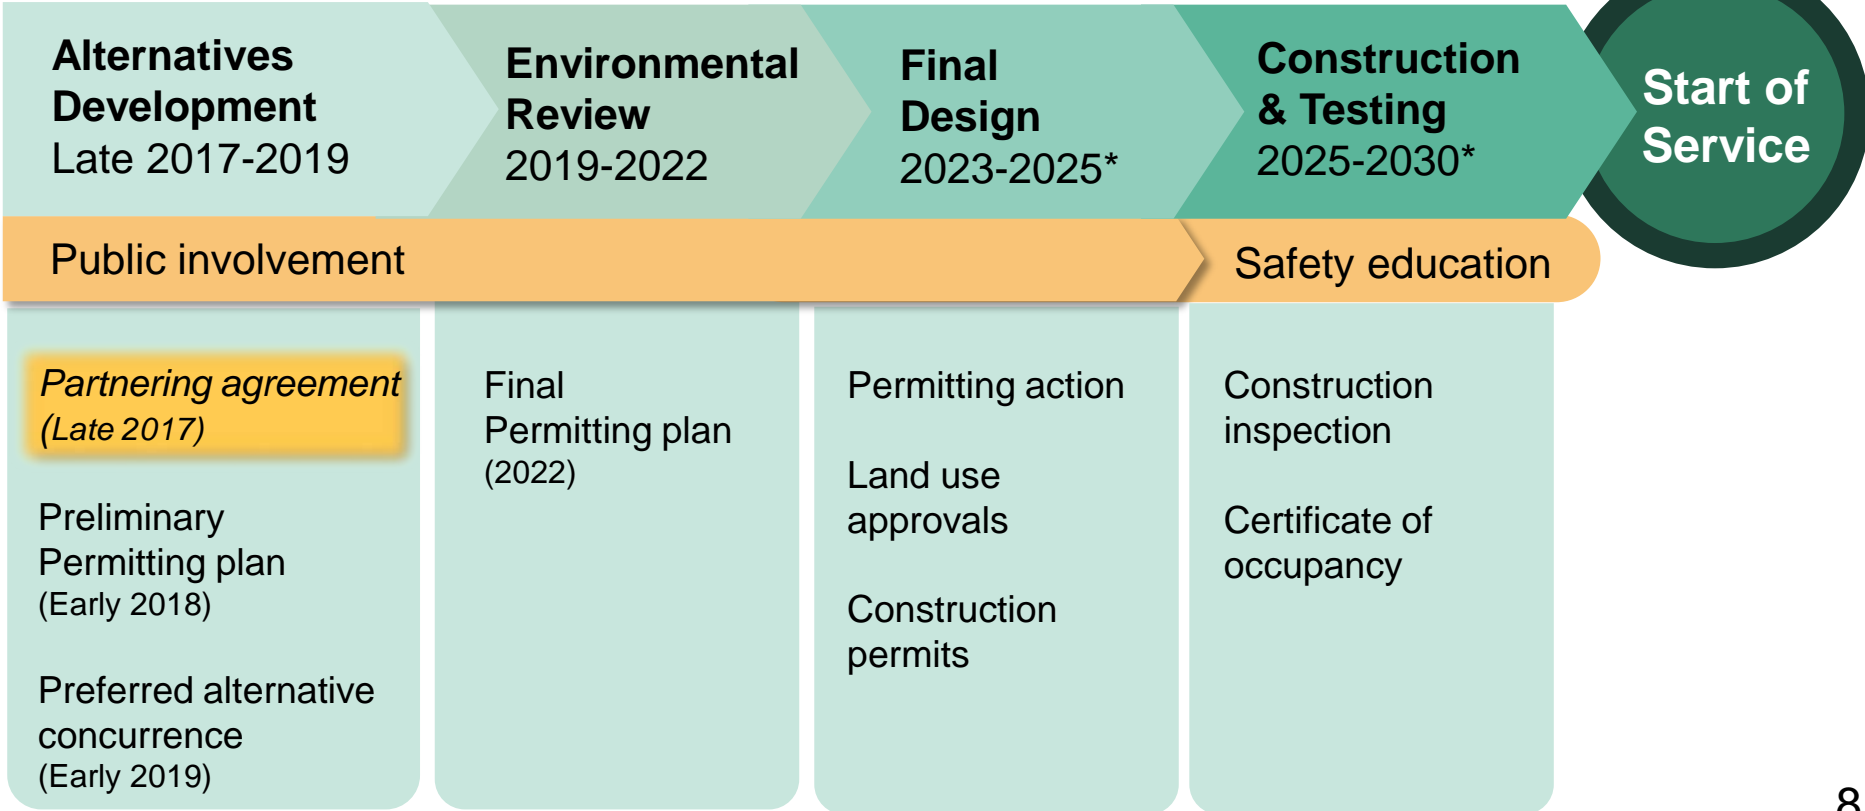 Alternatives
Development
Late 2017-2019
Environmental
Review
2019-2022
Final
Design
2023-2025*
Construction
& Testing
2025-2030*
Start of
Service
Public involvement
Safety education
Partnering agreement
(Late 2017)
Preliminary
Permitting plan
(Early 2018)
Preferred alternative
concurrence
(Early 2019)
Final
Permitting plan
(2022)
Permitting action
Land use
approvals
Construction
permits
Construction
inspection
Certificate of
occupancy
8